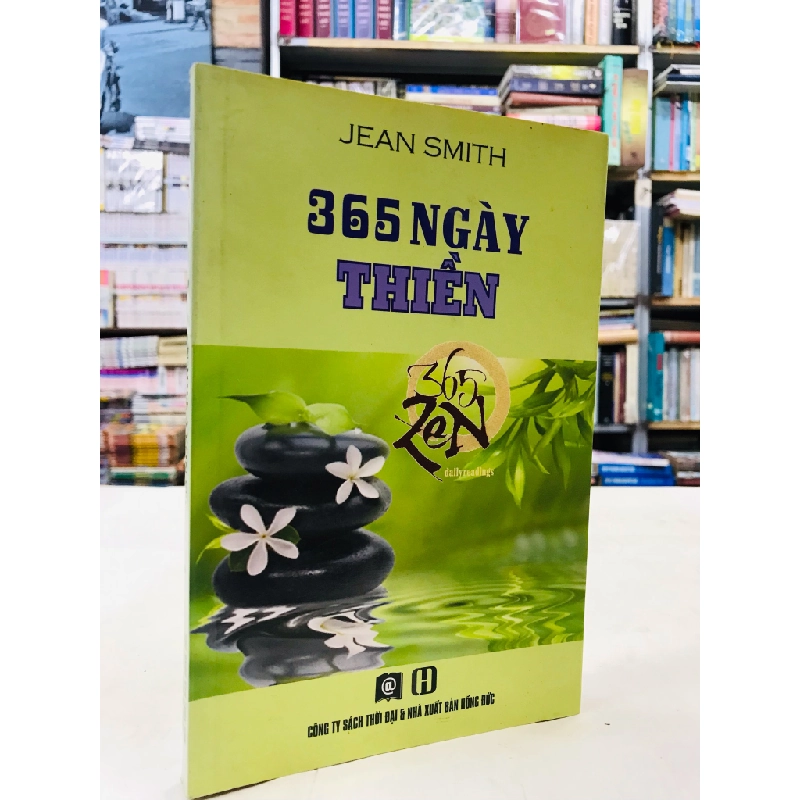 JEAN SMITH
365 NGÀY
THIỀN
365
ZEN
dailyreadings
@ H
CÔNG TY SÁCH THỜI ĐẠI & NHÀ XUẤT BẢN HỒNG ĐỨC